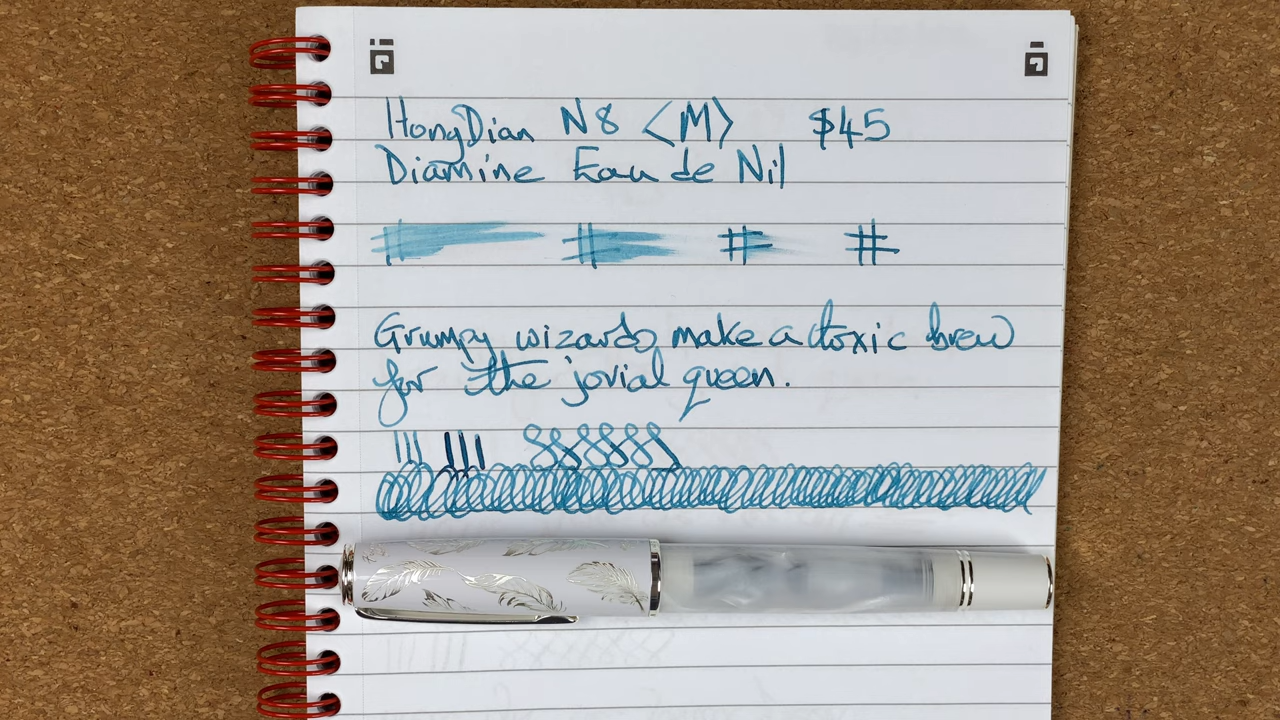 HongDian N8 <M> $45
Diamine Eau de Nil
# # # #
Grumpy wizards make a toxic brew
for the jovial queen.